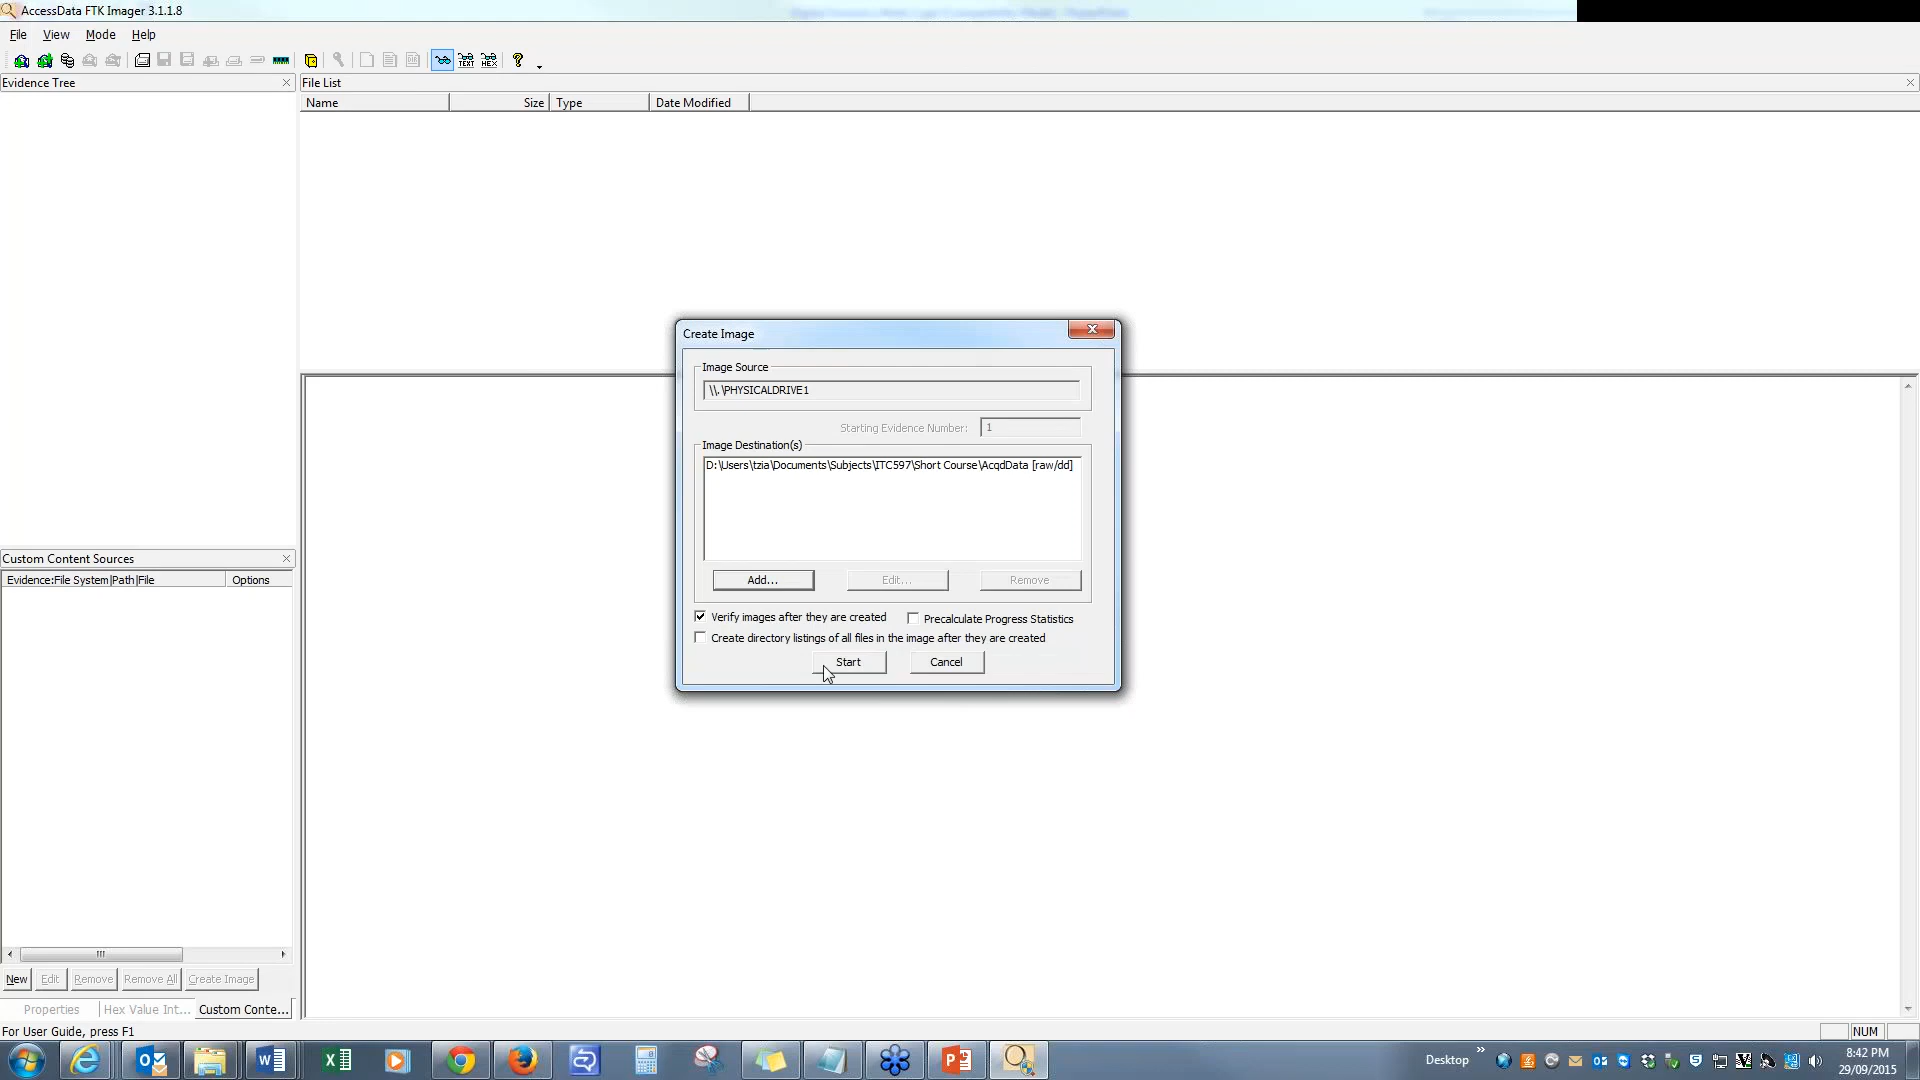 AccessData FTK Imager 3.1.1.8
File View Mode Help
Evidence Tree
File List
Name Size Type Date Modified
Create Image
Image Source
\\.\PHYSICALDRIVE1
Starting Evidence Number: 1
Image Destination(s)
D:\Users\tzia\Documents\Subjects\ITC597\Short Course\AcqdData [raw/dd]
Add... Edit... Remove
Verify images after they are created Precalculate Progress Statistics
Create directory listings of all files in the image after they are created
Start Cancel
Custom Content Sources
Evidence:File System|Path|File Options
New Edit Remove Remove All Create Image
Properties Hex Value Int... Custom Conte...
For User Guide, press F1
NUM
Desktop
8:42 PM
29/09/2015